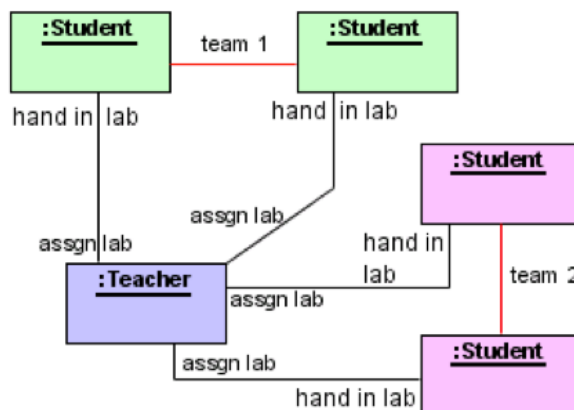 :Student
team 1
:Student
hand in lab
hand in lab
:Student
assgn lab
hand in
lab
assgn lab
:Teacher
assgn lab
team 2
assgn lab
:Student
hand in lab